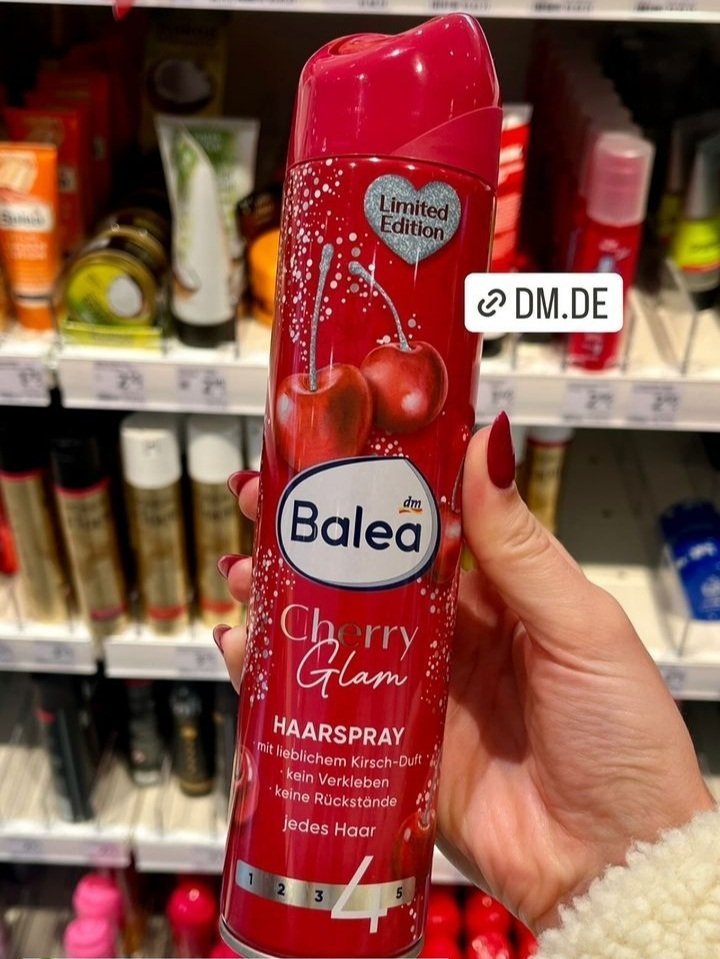 Limited
Edition
DM.DE
dm
Balea
Cherry
Glam
HAARSPRAY
· mit lieblichem Kirsch-Duft ·
· kein Verkleben
· keine Rückstände
jedes Haar
1 2 3 4 5